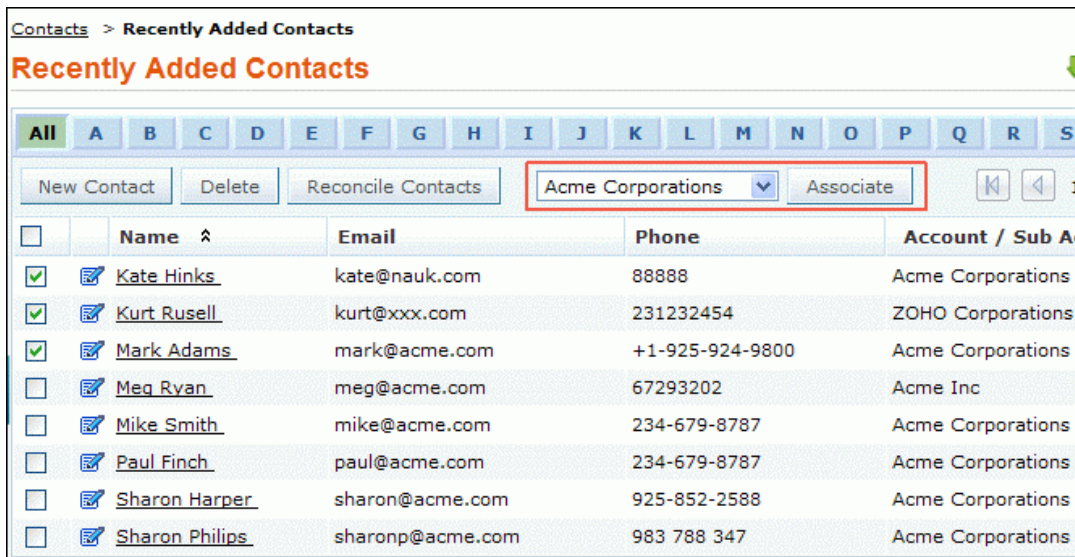 Contacts > Recently Added Contacts
Recently Added Contacts
All A B C D E F G H I J K L M N O P Q R S
New Contact Delete Reconcile Contacts Acme Corporations Associate
Name Email Phone Account / Sub
Kate Hinks kate@nauk.com 88888 Acme Corporations
Kurt Rusell kurt@xxx.com 231232454 ZOHO Corporations
Mark Adams mark@acme.com +1-925-924-9800 Acme Corporations
Meg Ryan meg@acme.com 67293202 Acme Inc
Mike Smith mike@acme.com 234-679-8787 Acme Corporations
Paul Finch paul@acme.com 234-679-8787 Acme Corporations
Sharon Harper sharon@acme.com 925-852-2588 Acme Corporations
Sharon Philips sharonp@acme.com 983 788 347 Acme Corporations